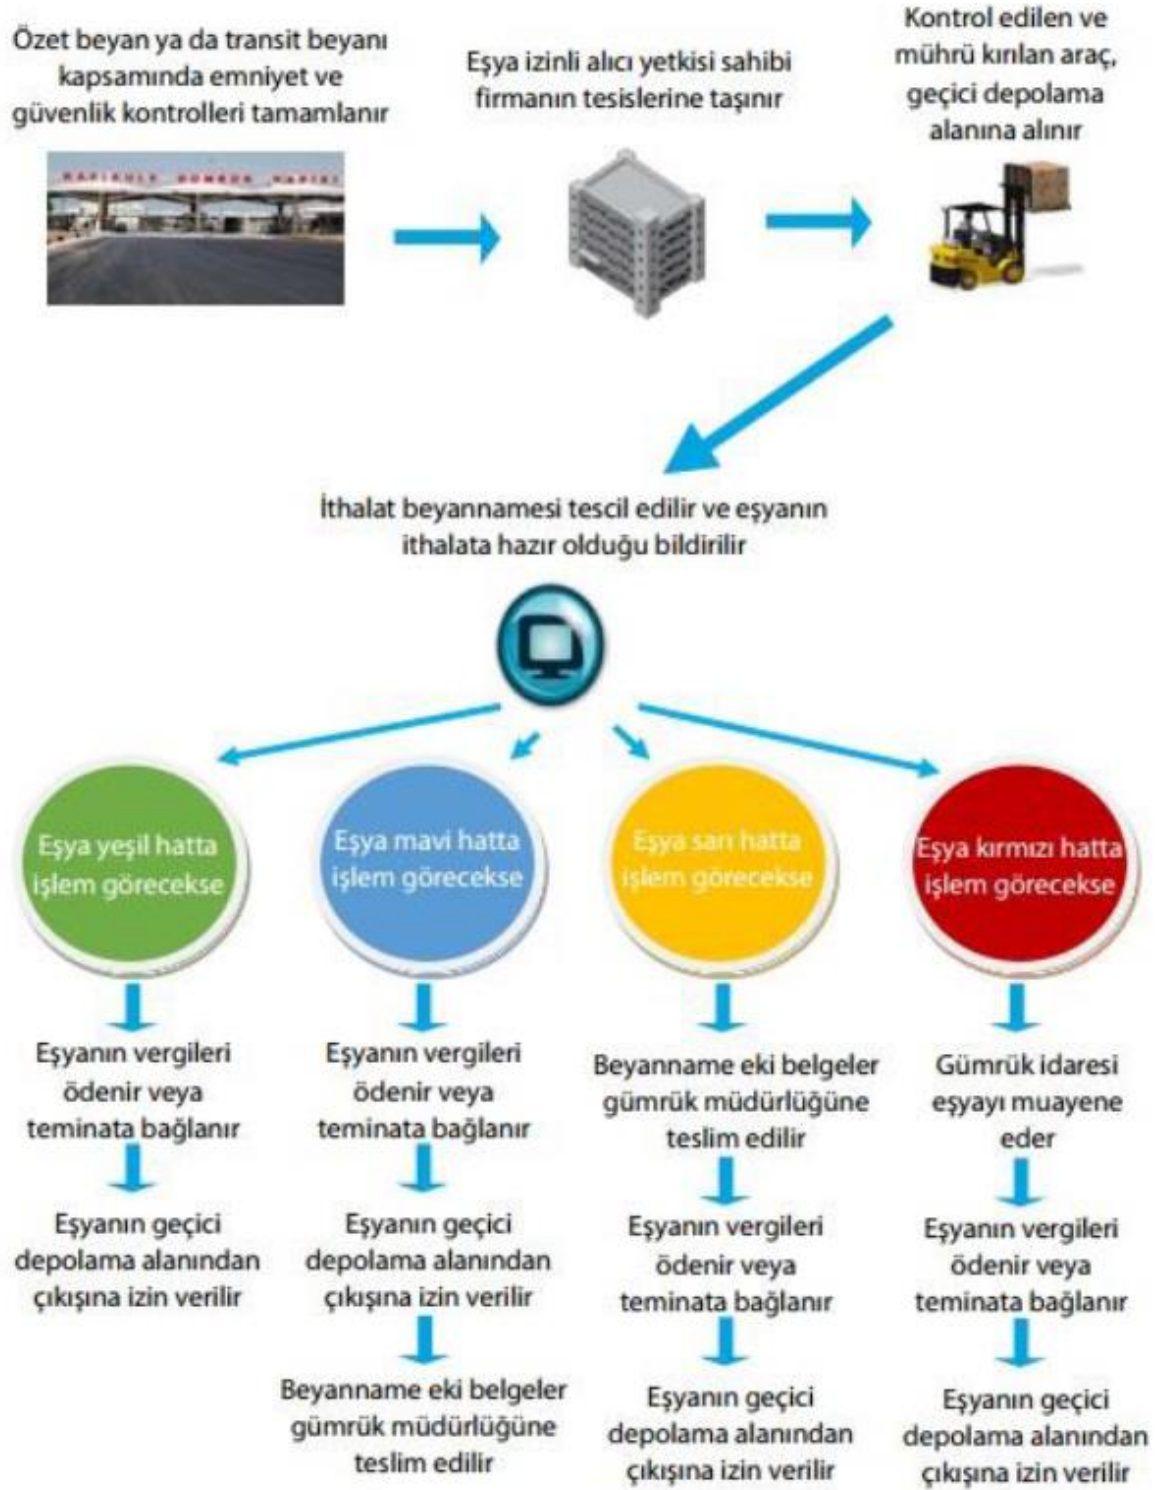 Özet beyan ya da transit beyanı
kapsamında emniyet ve
güvenlik kontrolleri tamamlanır
Eşya izinli alıcı yetkisi sahibi
firmanın tesislerine taşınır
Kontrol edilen ve
mührü kırılan araç,
geçici depolama
alanına alınır
KAPIKULE GÜMRÜK KAPISI
İthalat beyannamesi tescil edilir ve eşyanın
ithalata hazır olduğu bildirilir
Eşya yeşil hatta
işlem görecekse
Eşya mavi hatta
işlem görecekse
Eşya sarı hatta
işlem görecekse
Eşya kırmızı hatta
işlem görecekse
Eşyanın vergileri
ödenir veya
teminata bağlanır
Eşyanın geçici
depolama alanından
çıkışına izin verilir
Eşyanın vergileri
ödenir veya
teminata bağlanır
Eşyanın geçici
depolama alanından
çıkışına izin verilir
Beyanname eki belgeler
gümrük müdürlüğüne
teslim edilir
Beyanname eki belgeler
gümrük müdürlüğüne
teslim edilir
Eşyanın vergileri
ödenir veya
teminata bağlanır
Eşyanın geçici
depolama alanından
çıkışına izin verilir
Gümrük idaresi
eşyayı muayene
eder
Eşyanın vergileri
ödenir veya
teminata bağlanır
Eşyanın geçici
depolama alanından
çıkışına izin verilir